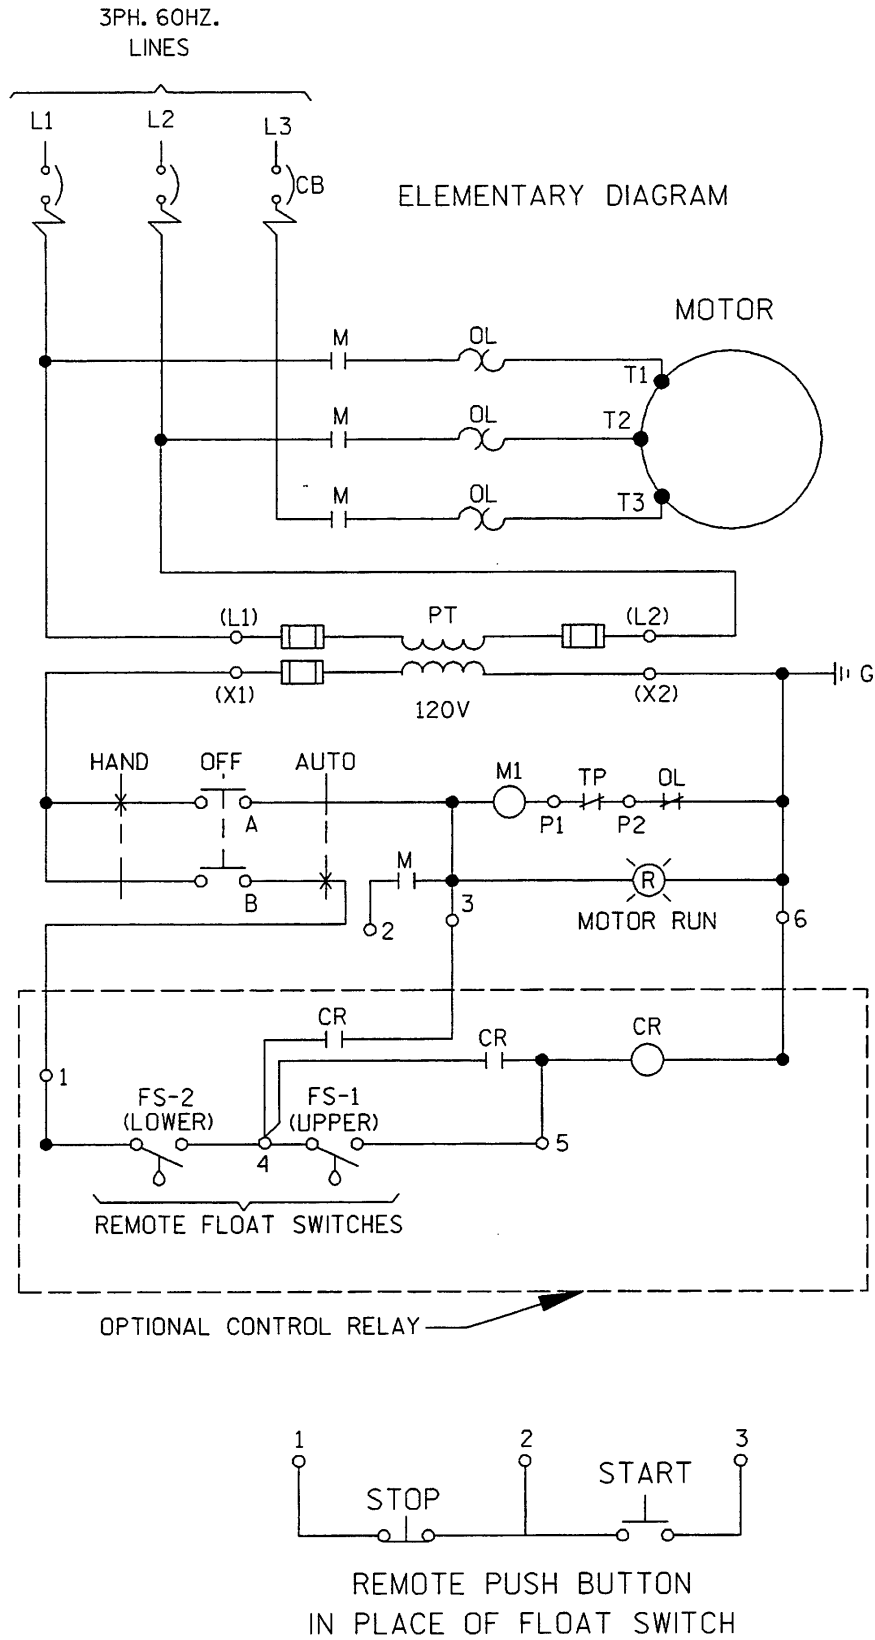 3PH. 60HZ.
LINES
L1 L2 L3
CB
ELEMENTARY DIAGRAM
MOTOR
M OL
T1
M OL T2
M OL T3
(L1) PT (L2)
(X1) (X2) G
120V
HAND OFF AUTO M1 TP OL
A P1 P2
M R
B 3
2 MOTOR RUN 6
CR CR CR
1
FS-2 FS-1
(LOWER) (UPPER)
4 5
REMOTE FLOAT SWITCHES
OPTIONAL CONTROL RELAY
1 2 3
START
STOP
REMOTE PUSH BUTTON
IN PLACE OF FLOAT SWITCH